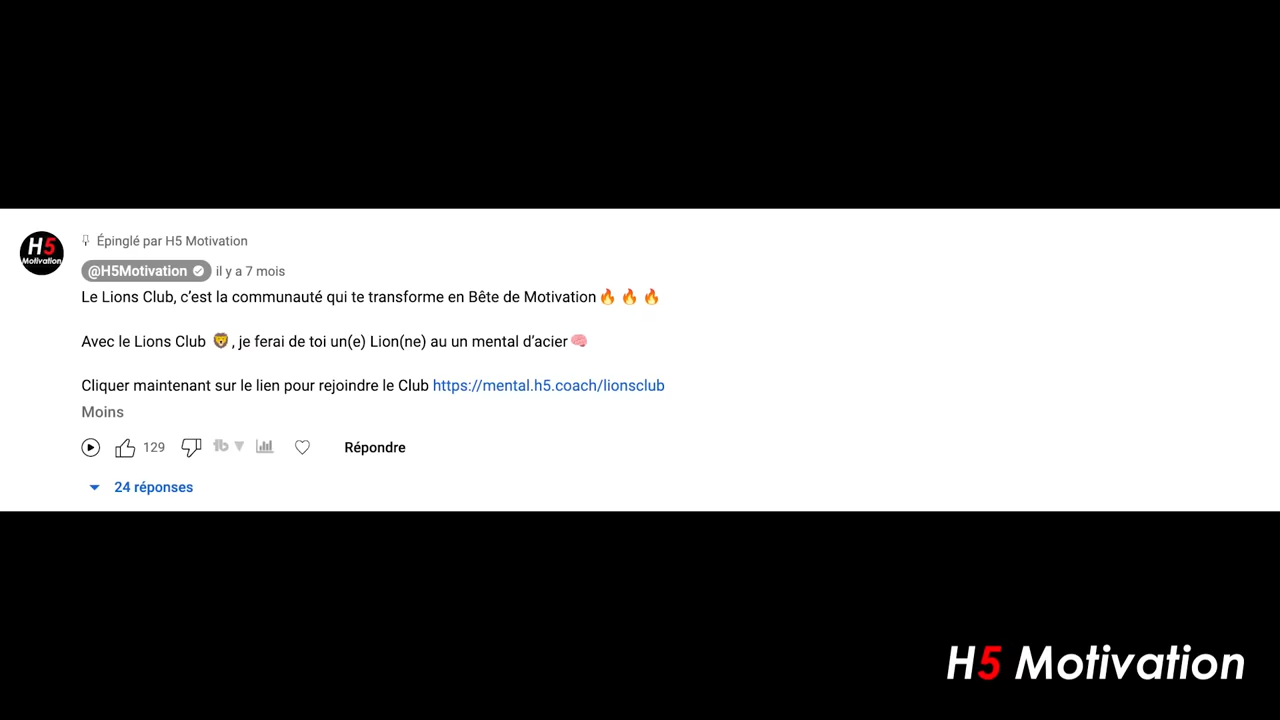 H5
Motivation
Épinglé par H5 Motivation
@H5Motivation il y a 7 mois
Le Lions Club, c’est la communauté qui te transforme en Bête de Motivation🔥 🔥 🔥
Avec le Lions Club 🦁, je ferai de toi un(e) Lion(ne) au un mental d’acier🧠
Cliquer maintenant sur le lien pour rejoindre le Club https://mental.h5.coach/lionsclub
Moins
129 tb Répondre
24 réponses
H5 Motivation